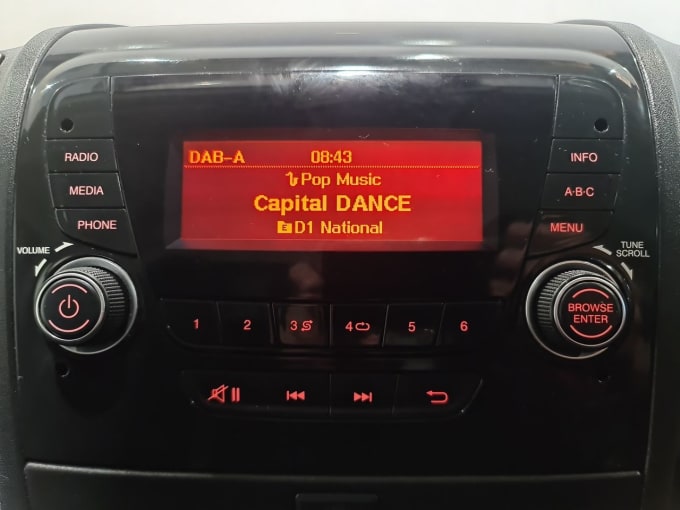 DAB-A 08:43
Pop Music
Capital DANCE
D1 National
RADIO
MEDIA
PHONE
VOLUME
INFO
A·B·C
MENU
TUNE
SCROLL
BROWSE
ENTER
1 2 3 4 5 6